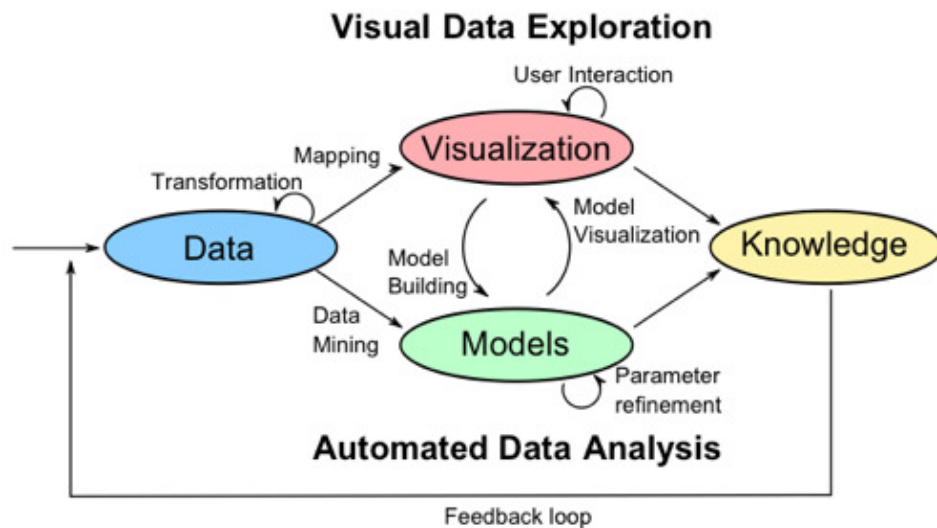 Visual Data Exploration
User Interaction
Visualization
Mapping
Transformation
Data
Model
Building
Model
Visualization
Knowledge
Data
Mining
Models
Parameter
refinement
Automated Data Analysis
Feedback loop